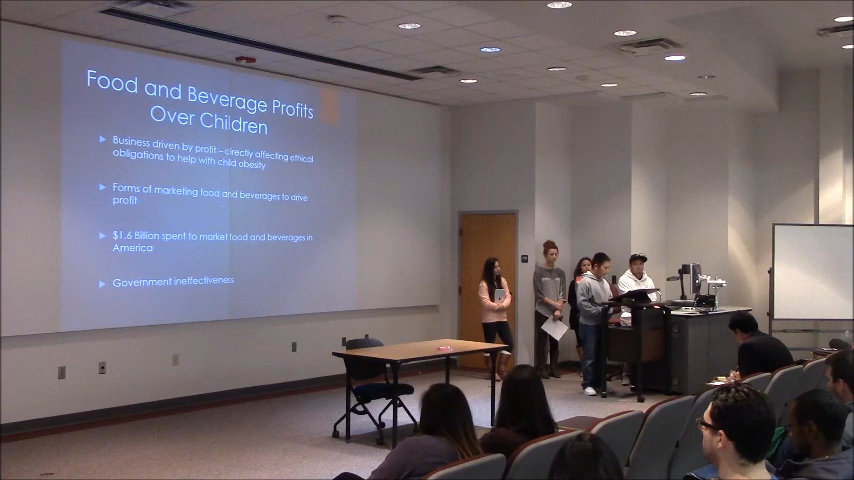 Food and Beverage Profits
Over Children
Business driven by profit – directly affecting ethical
obligations to help with child obesity
Forms of marketing food and beverages to drive
profit
$1.6 Billion spent to market food and beverages in
America
Government ineffectiveness